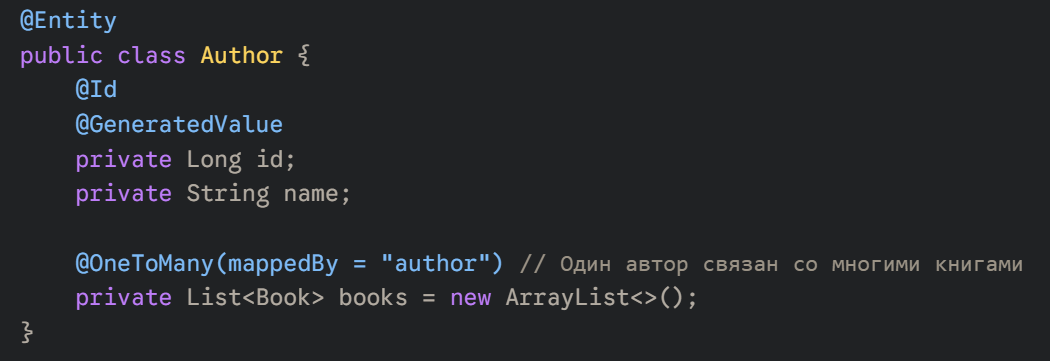 @Entity
public class Author {
    @Id
    @GeneratedValue
    private Long id;
    private String name;

    @OneToMany(mappedBy = "author") // Один автор связан со многими книгами
    private List<Book> books = new ArrayList<>();
}